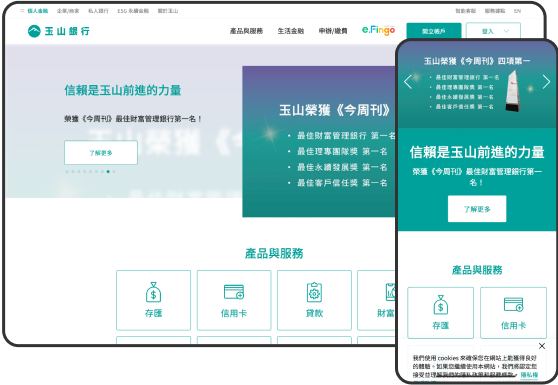 個人金融 企業/商家 私人銀行 ESG 永續金融 關於玉山
智能客服 服務據點 EN
玉山銀行
產品與服務 生活金融 申辦/繳費 e.Fingo 開立帳戶 登入
信賴是玉山前進的力量
榮獲《今周刊》最佳財富管理銀行第一名！
了解更多
玉山榮獲《今周刊》
• 最佳財富管理銀行 第一名
• 最佳理專團隊獎 第一名
• 最佳永續發展獎 第一名
• 最佳客戶信任獎 第一名
產品與服務
存匯
信用卡
貸款
財富
玉山榮獲《今周刊》四項第一
• 最佳財富管理銀行 第一名
• 最佳理專團隊獎 第一名
• 最佳永續發展獎 第一名
• 最佳客戶信任獎 第一名
信賴是玉山前進的力量
榮獲《今周刊》最佳財富管理銀行第一
名！
了解更多
產品與服務
存匯
信用卡
我們使用 cookies 來確保您在網站上能獲得良好
的體驗。如果您繼續使用本網站，我們將認定您
接受並理解我們的隱私政策和服務條款。 隱私權